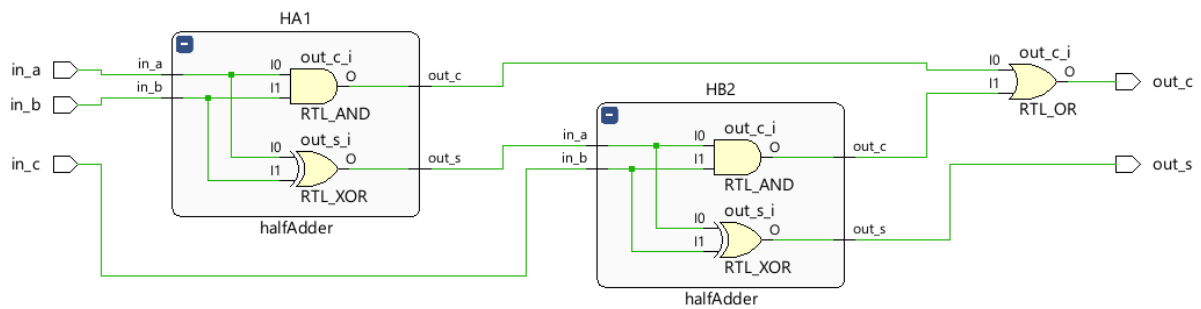 HA1
in_a
in_b
in_c
in_a
in_b
out_c_i
I0
I1
O
RTL_AND
out_c
out_s_i
I0
I1
O
RTL_XOR
out_s
halfAdder
HB2
in_a
in_b
out_c_i
I0
I1
O
RTL_AND
out_c
out_s_i
I0
I1
O
RTL_XOR
out_s
halfAdder
out_c_i
I0
I1
O
RTL_OR
out_c
out_s